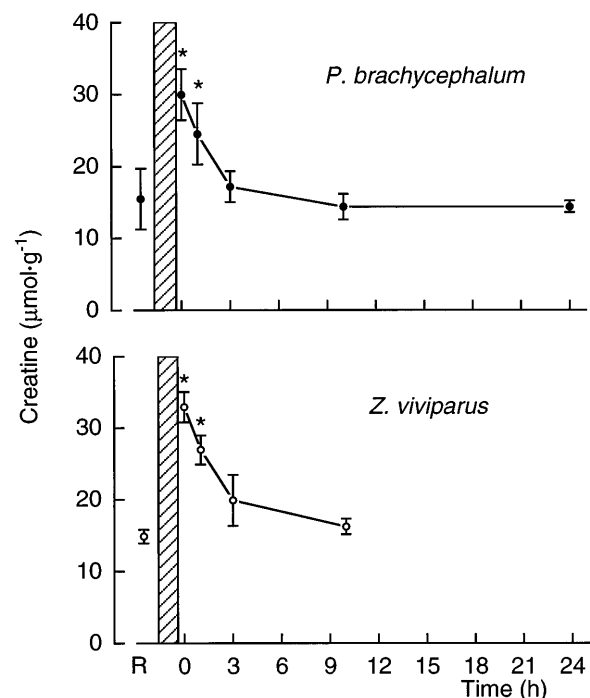 40
*
*
P. brachycephalum
30
20
10
0
Creatine (μmol·g⁻¹)
40
*
*
Z. viviparus
30
20
10
0
R 0 3 6 9 12 15 18 21 24
Time (h)